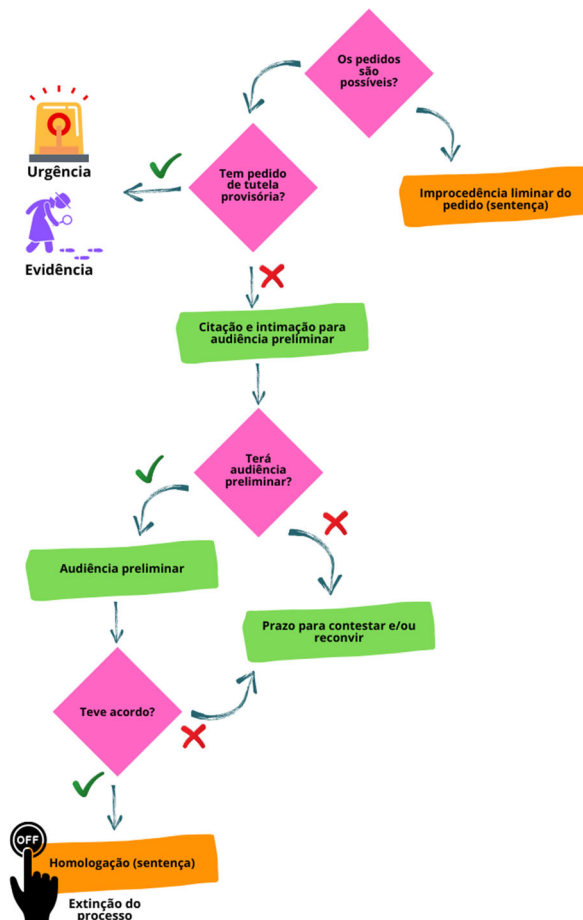 Os pedidos
são
possíveis?
Tem pedido
de tutela
provisória?
Urgência
Evidência
Improcedência liminar do
pedido (sentença)
Citação e intimação para
audiência preliminar
Terá
audiência
preliminar?
Audiência preliminar
Prazo para contestar e/ou
reconvir
Teve acordo?
OFF
Homologação (sentença)
Extinção do
processo